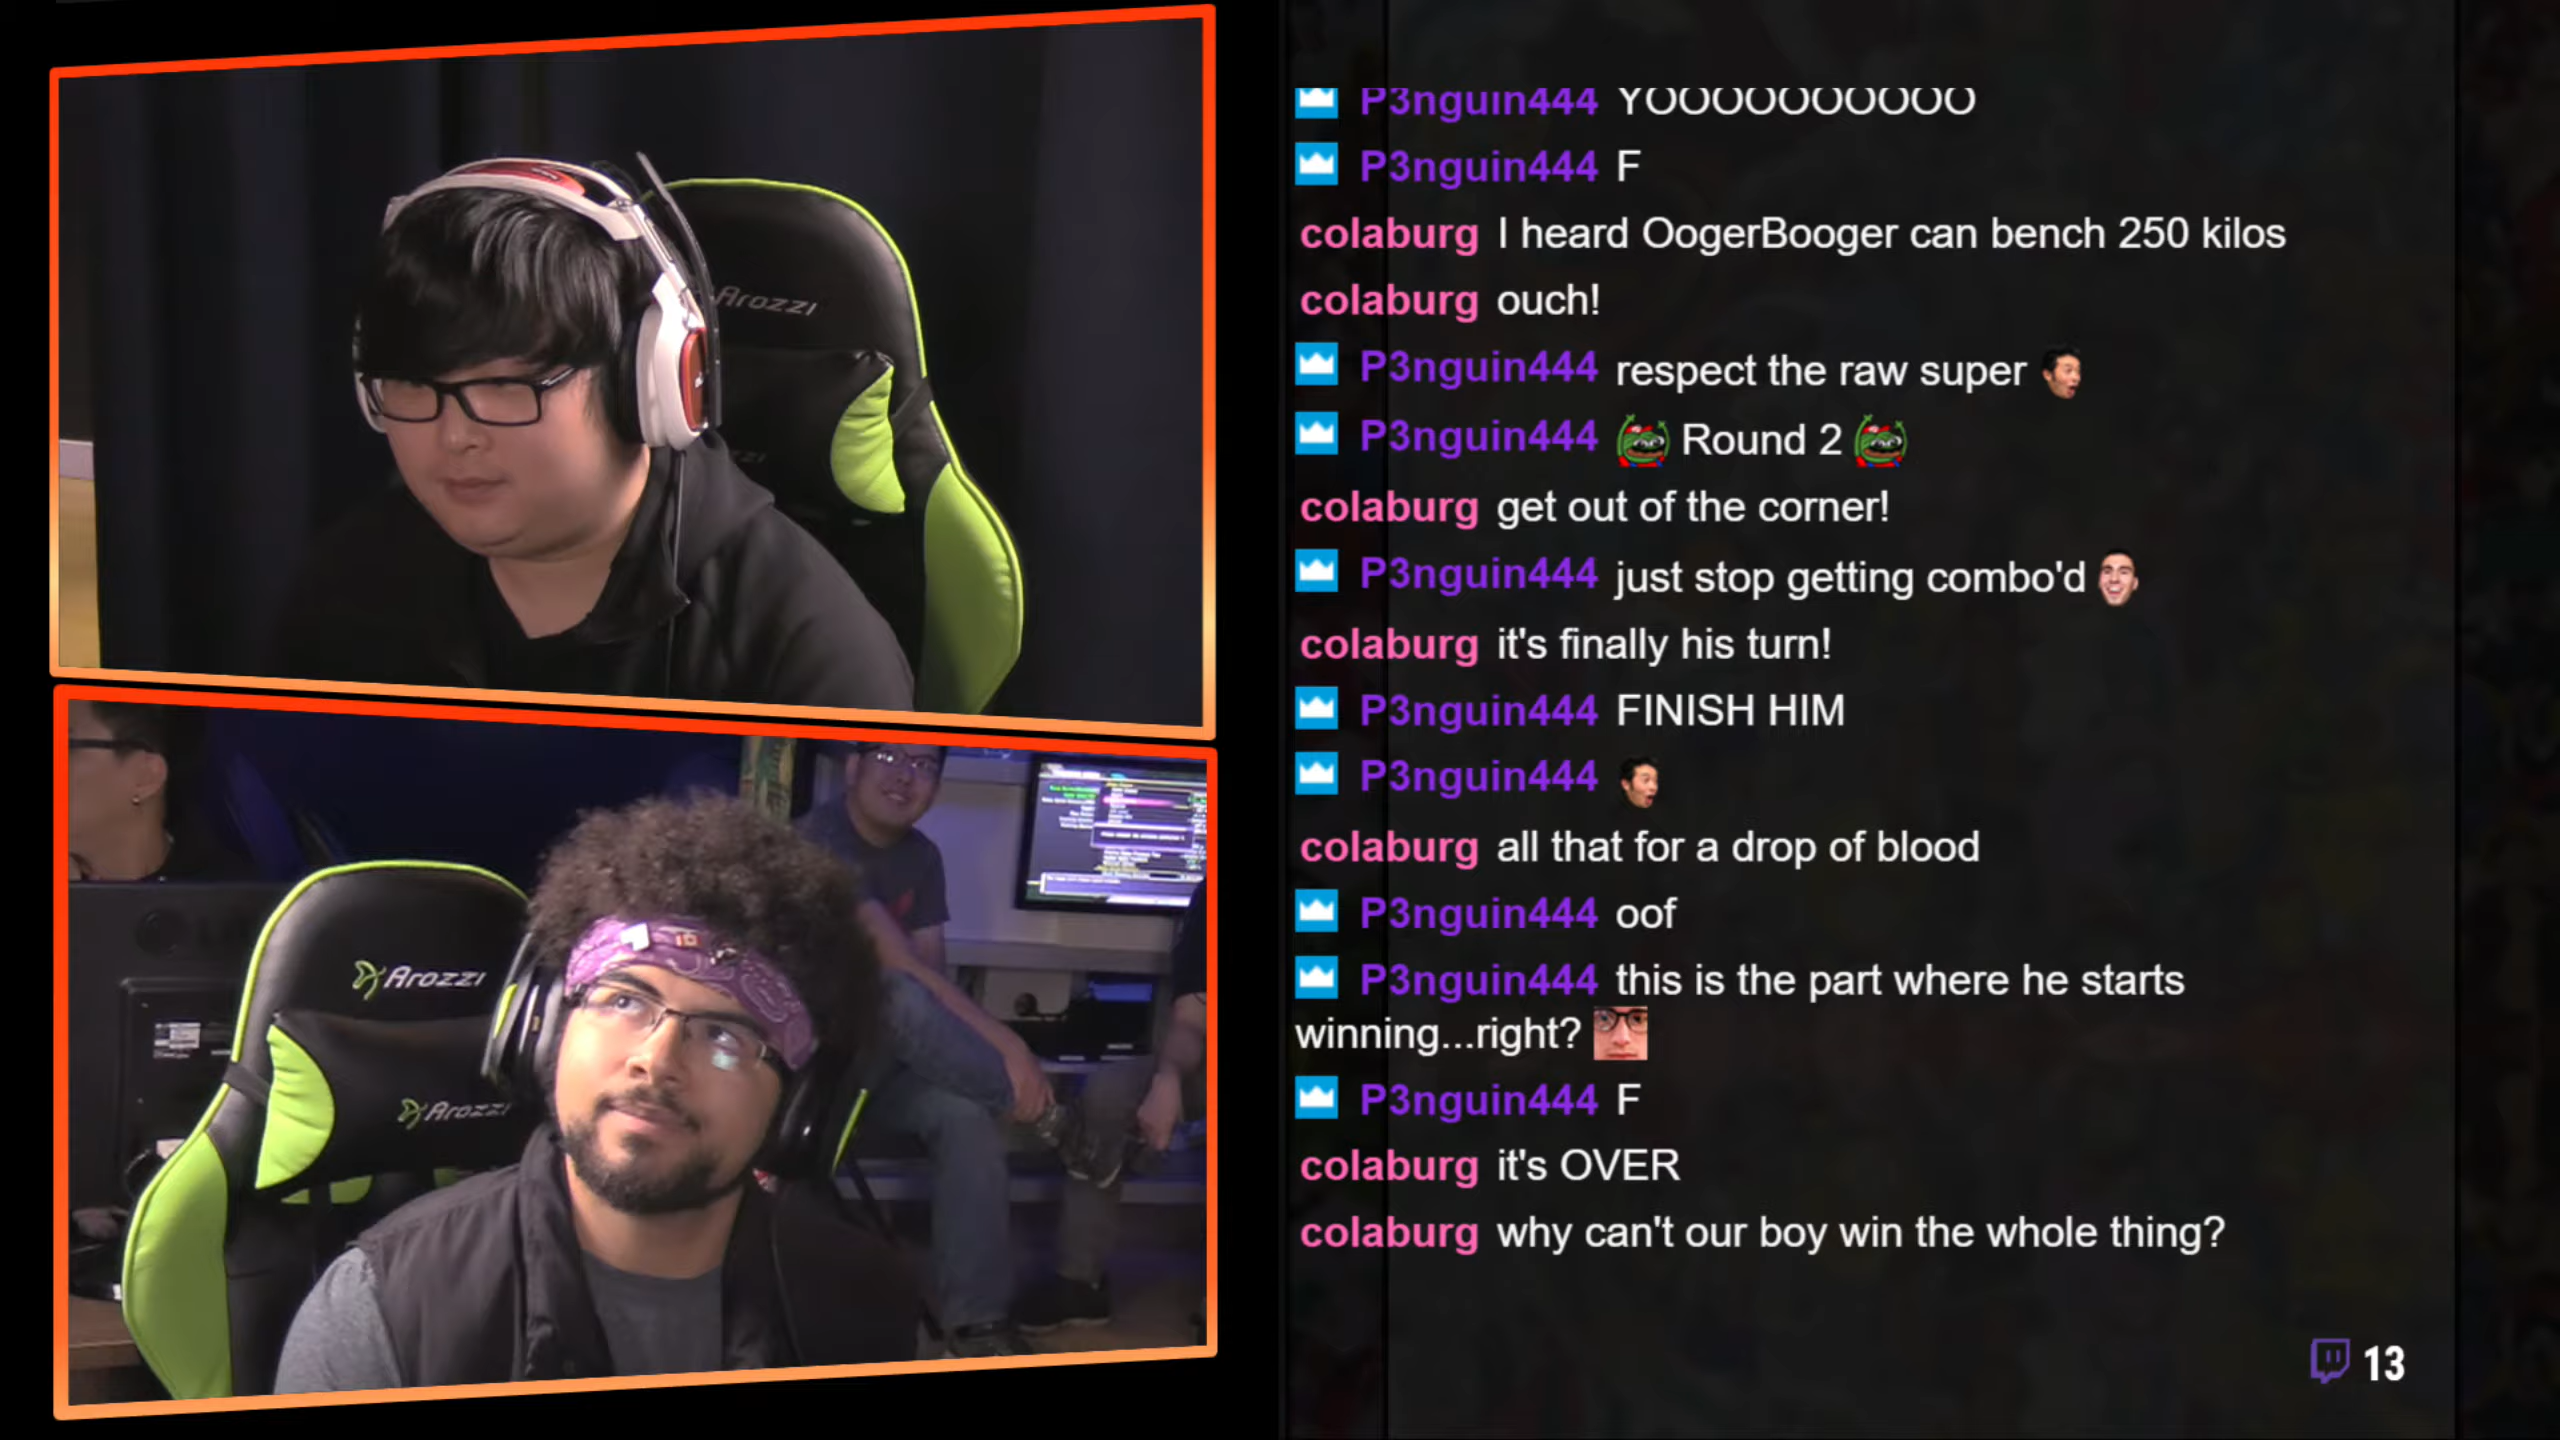 Arozzi
Arozzi
Arozzi
P3nguin444 YOOOOOOOOOO
P3nguin444 F
colaburg I heard OogerBooger can bench 250 kilos
colaburg ouch!
P3nguin444 respect the raw super
P3nguin444 Round 2
colaburg get out of the corner!
P3nguin444 just stop getting combo'd
colaburg it's finally his turn!
P3nguin444 FINISH HIM
P3nguin444
colaburg all that for a drop of blood
P3nguin444 oof
P3nguin444 this is the part where he starts
winning...right?
P3nguin444 F
colaburg it's OVER
colaburg why can't our boy win the whole thing?
13